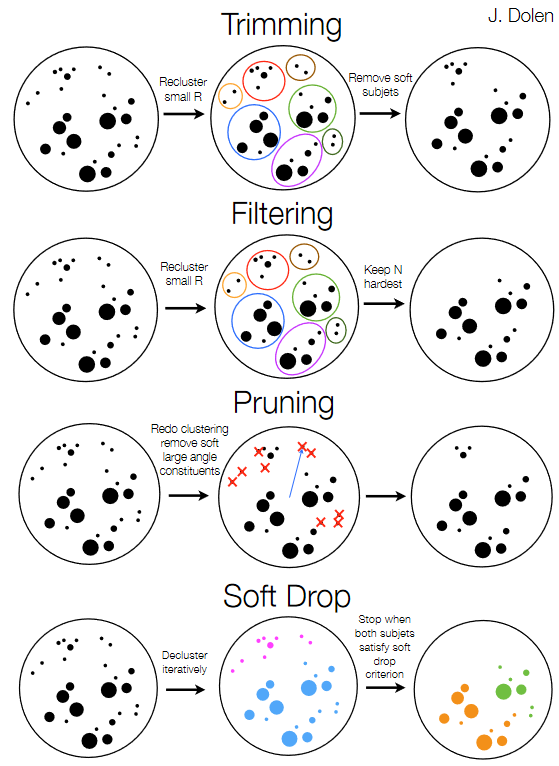 J. Dolen
Trimming
Recluster
small R
Remove soft
subjets
Filtering
Recluster
small R
Keep N
hardest
Pruning
Redo clustering
remove soft
large angle
constituents
Soft Drop
Decluster
iteratively
Stop when
both subjets
satisfy soft
drop
criterion